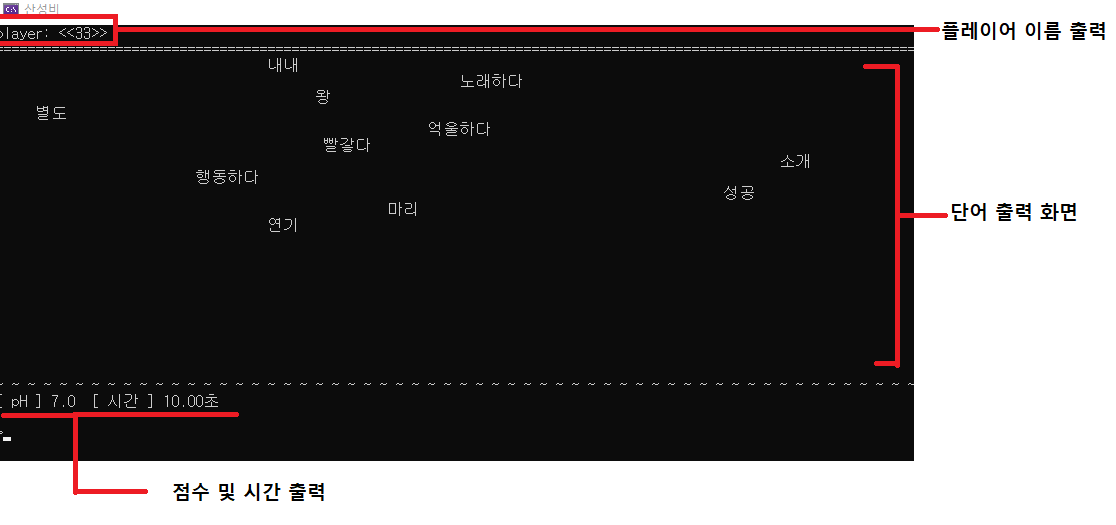 산성비
player: <<33>>
플레이어 이름 출력
================================================================================
내내
노래하다
왕
별도
억울하다
빨갛다
소개
행동하다
성공
마리
단어 출력 화면
연기
~ ~ ~ ~ ~ ~ ~ ~ ~ ~ ~ ~ ~ ~ ~ ~ ~ ~ ~ ~ ~ ~ ~ ~ ~ ~ ~ ~ ~ ~ ~ ~ ~ ~ ~ ~ ~ ~ ~ ~ ~ ~ ~ ~ ~ ~ ~ ~ ~ ~ ~ ~ ~ ~ ~ ~ ~ ~
[ pH ] 7.0 [ 시간 ] 10.00초
점수 및 시간 출력